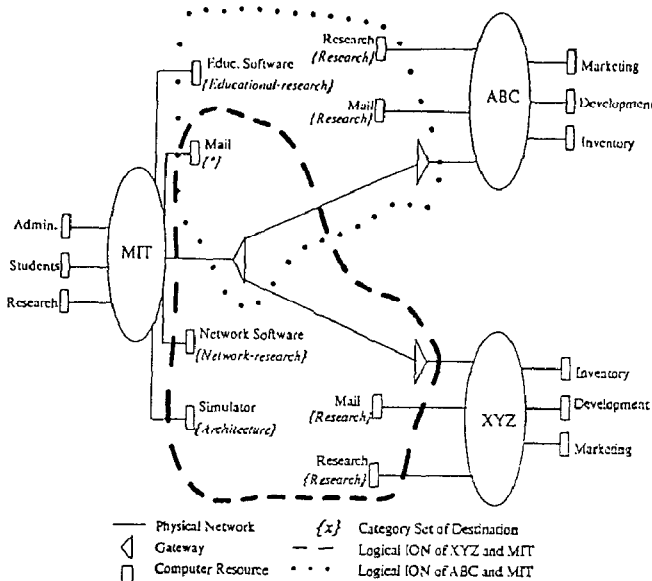 Research
{Research}
Educ. Software
{Educational-research}
Marketing
ABC
Mail
{Research}
Development
Mail
{*}
Inventory
Admin.
MIT
Students
Research
Network Software
{Network-research}
Inventory
Mail
{Research}
Simulator
{Architecture}
XYZ
Development
Research
{Research}
Marketing
Physical Network
{x} Category Set of Destination
Gateway
Logical ION of XYZ and MIT
Computer Resource
Logical ION of ABC and MIT